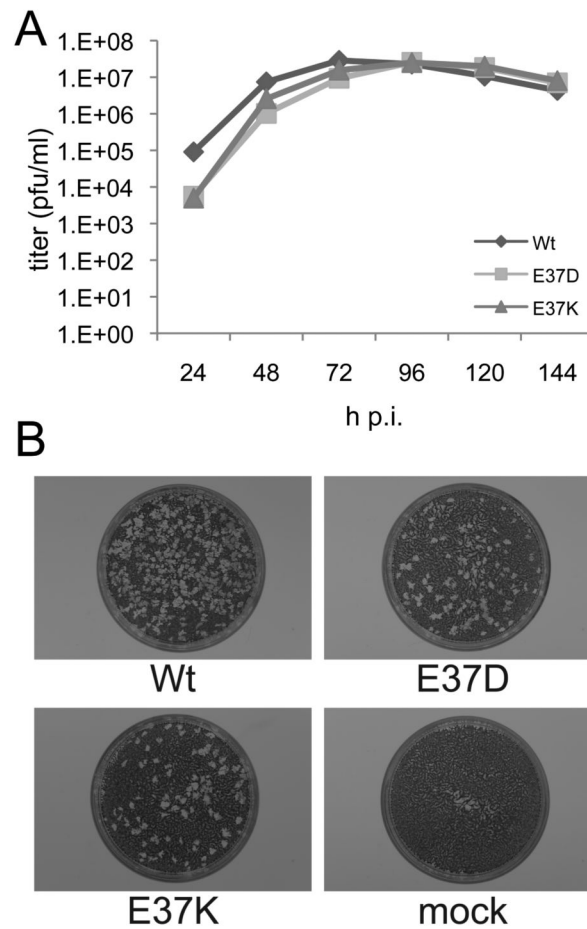 A
1.E+08
1.E+07
1.E+06
1.E+05
1.E+04
1.E+03
1.E+02
1.E+01
1.E+00
titer (pfu/ml)
Wt
E37D
E37K
24 48 72 96 120 144
h p.i.
B
Wt E37D
E37K mock